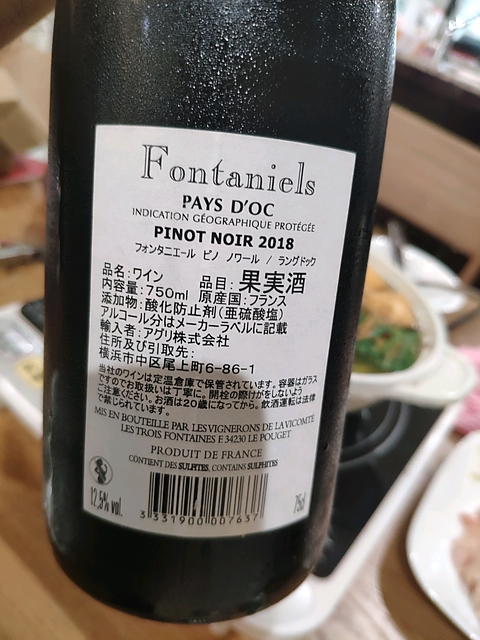 Fontaniels
PAYS D'OC
INDICATION GÉOGRAPHIQUE PROTÉGÉE
PINOT NOIR 2018
フォンタニエール ピノ ノワール / ラングドック
品名:ワイン 品目:果実酒
内容量:750ml 原産国:フランス
添加物:酸化防止剤(亜硫酸塩)
アルコール分はメーカーラベルに記載
輸入者:アグリ株式会社
住所及び引取先:
横浜市中区尾上町6-86-1
当社のワインは定温倉庫で保管されています。容器はガラス
ですのでお取扱いは丁寧に。開栓の際けがをしないよう
ご注意ください。お酒は20歳になってから。飲酒運転は法律
で禁じられています。
MIS EN BOUTEILLE PAR LES VIGNERONS DE LA VICOMTÉ
LES TROIS FONTAINES F. 34230 LE POUGET
PRODUIT DE FRANCE
CONTIENT DES SULFITES, CONTAINS SULPHITES
12,5% vol.
75cl
3 331900 007637